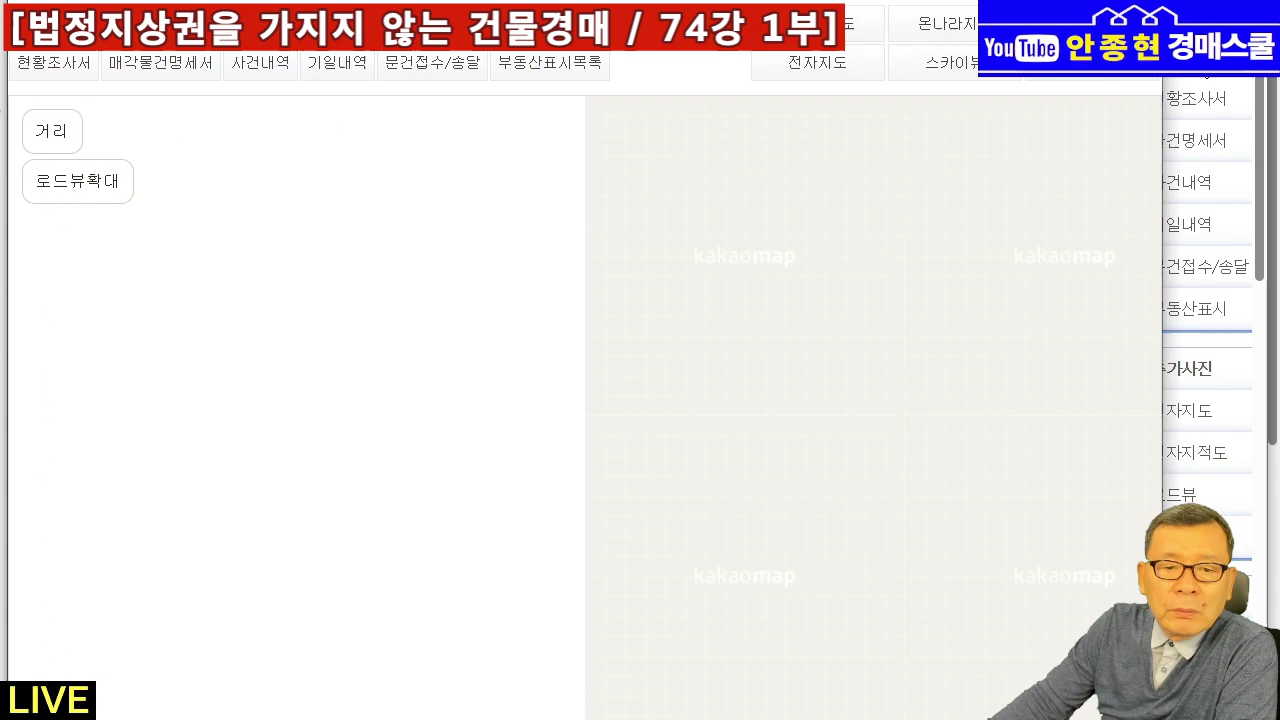 [법정지상권을 가지지 않는 건물경매 / 74강 1부]
YouTube 안종현 경매스쿨
도
온나라지
현황조사서
매각물건명세서
사건내역
기일내역
문건접수/송달
부동산표시목록
전자지도
스카이뷰
황조사서
건명세서
건내역
일내역
건접수/송달
동산표시
가사진
자지도
자지적도
드뷰
거리
로드뷰확대
kakaomap
kakaomap
kakaomap
kakaomap
LIVE